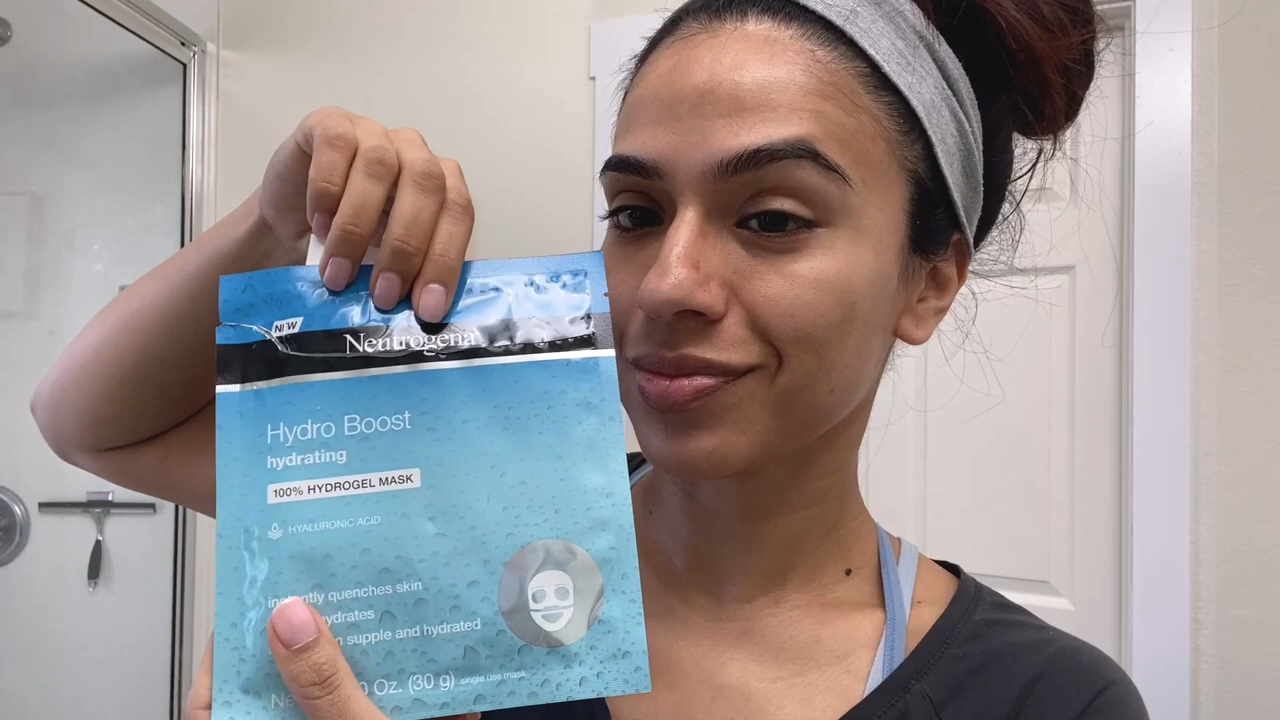 NEW
Neutrogena
Hydro Boost
hydrating
100% HYDROGEL MASK
HYALURONIC ACID
instantly quenches skin
hydrates
supple and hydrated
Oz. (30 g) single use mask